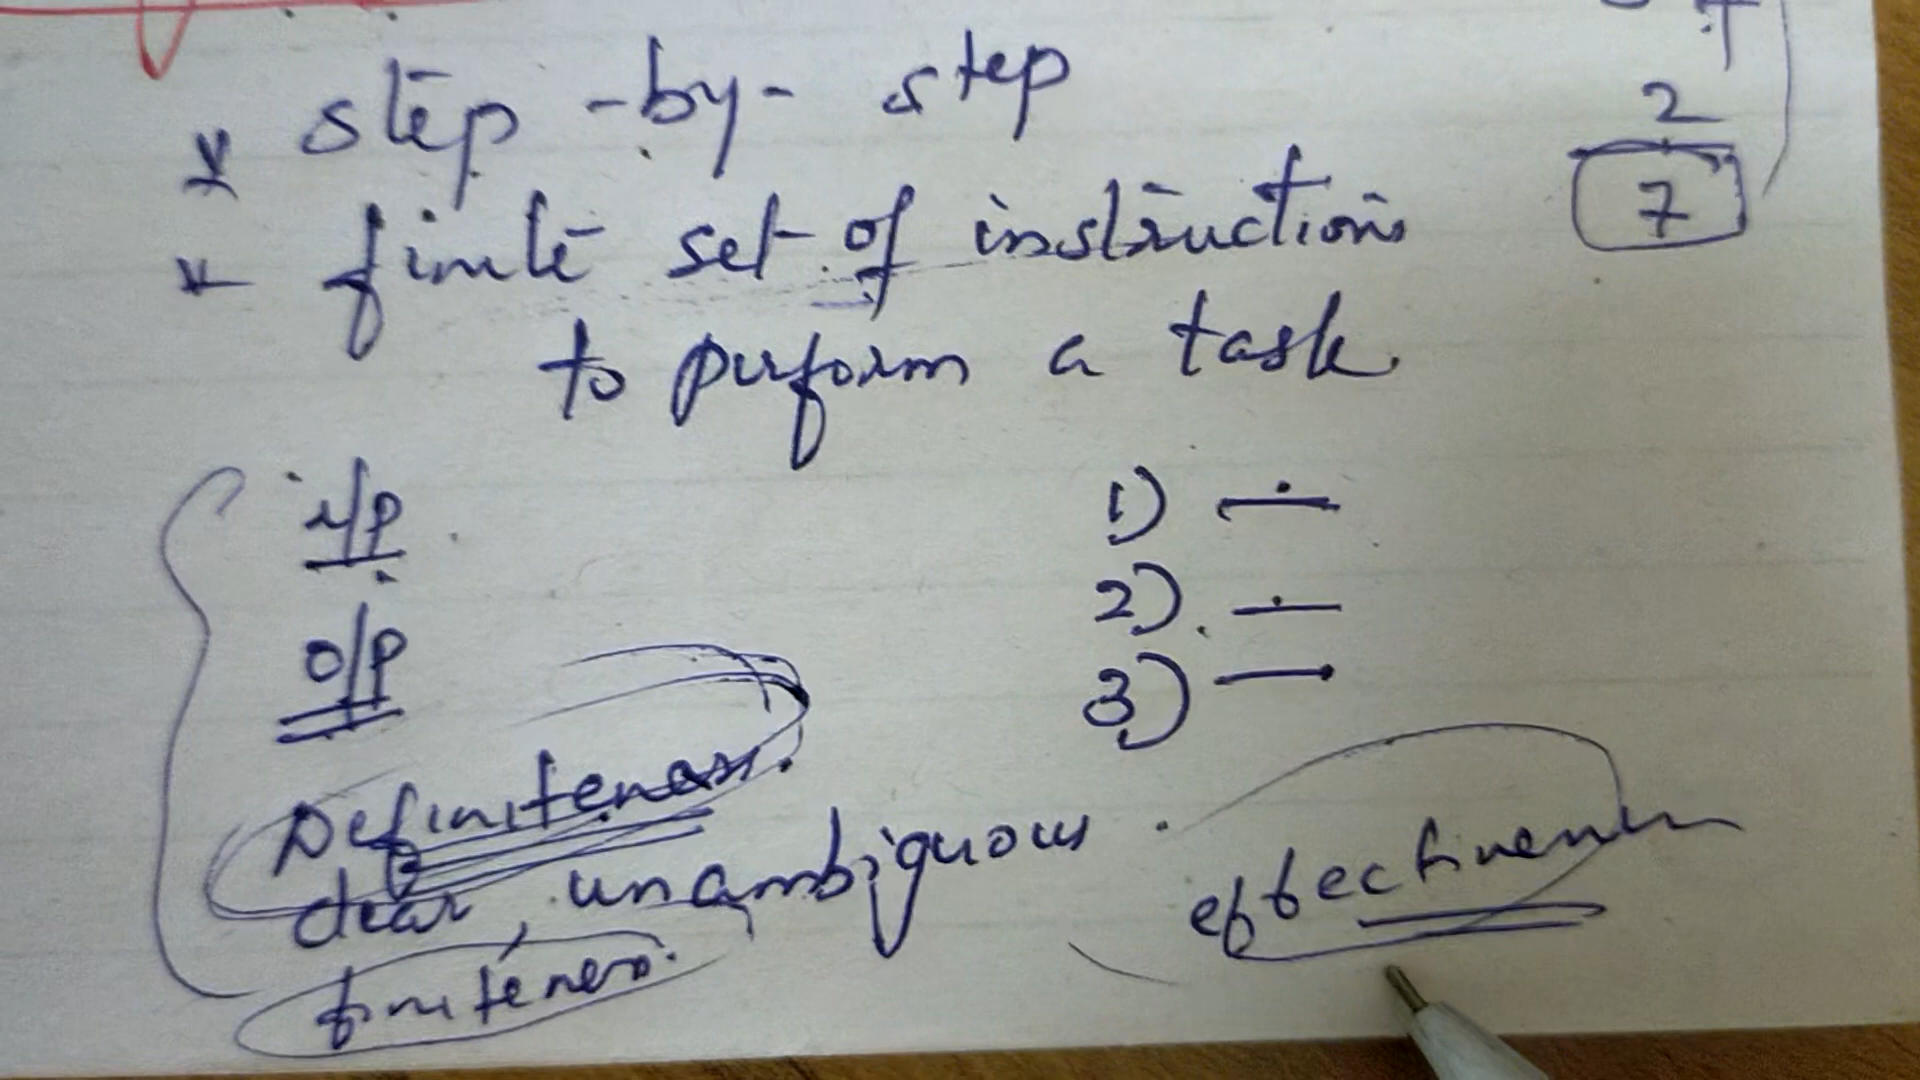 * step-by-step
* finite set of instructions
to perform a task.
i/p
o/p
1)
2)
3)
Definiteness.
clear, unambiguous.
finiteness.
effectiveness
2
7